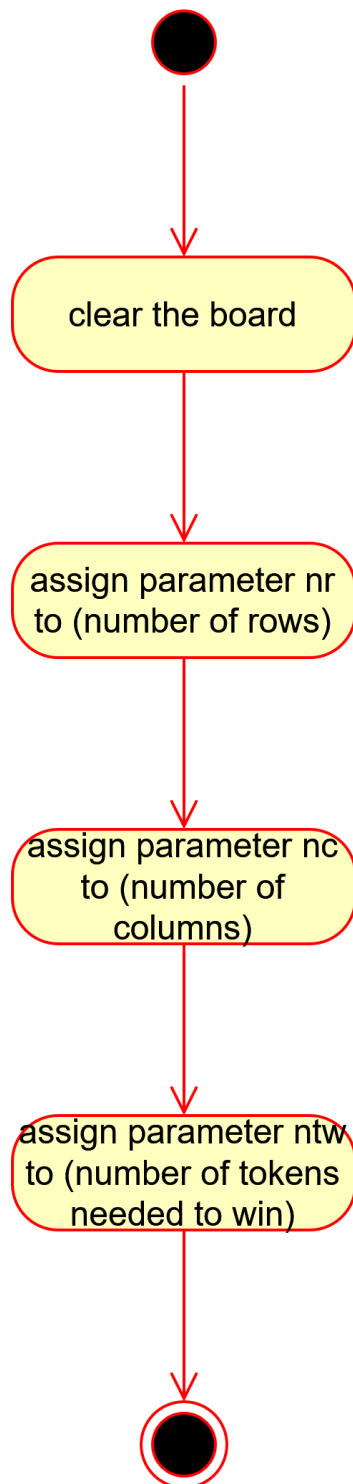 clear the board
assign parameter nr
to (number of rows)
assign parameter nc
to (number of
columns)
assign parameter ntw
to (number of tokens
needed to win)